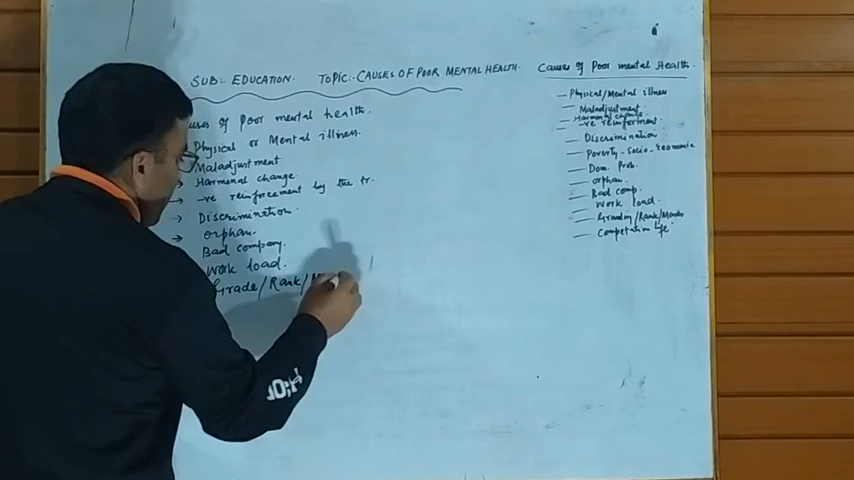 SUB:- EDUCATION. TOPIC:- CAUSES OF POOR MENTAL HEALTH.
uses of Poor mental health.
Physical or Mental illness.
Maladjustment
Harmonal change.
→ -ve reinforcement by the tr.
→ Discrimination.
→ orphan.
Bad company.
Work load.
Grade/Rank/M
Causes of Poor mental Health.
- Physical/Mental illness
- Maladjustment.
- Harmonal change
- -ve reinforcement.
- Discrimination
- Poverty - Socio-Economic
- Dom. Prob.
- orphan.
- Bad comp.
- Work load.
- Grading/Rank/Marks
- Competative life